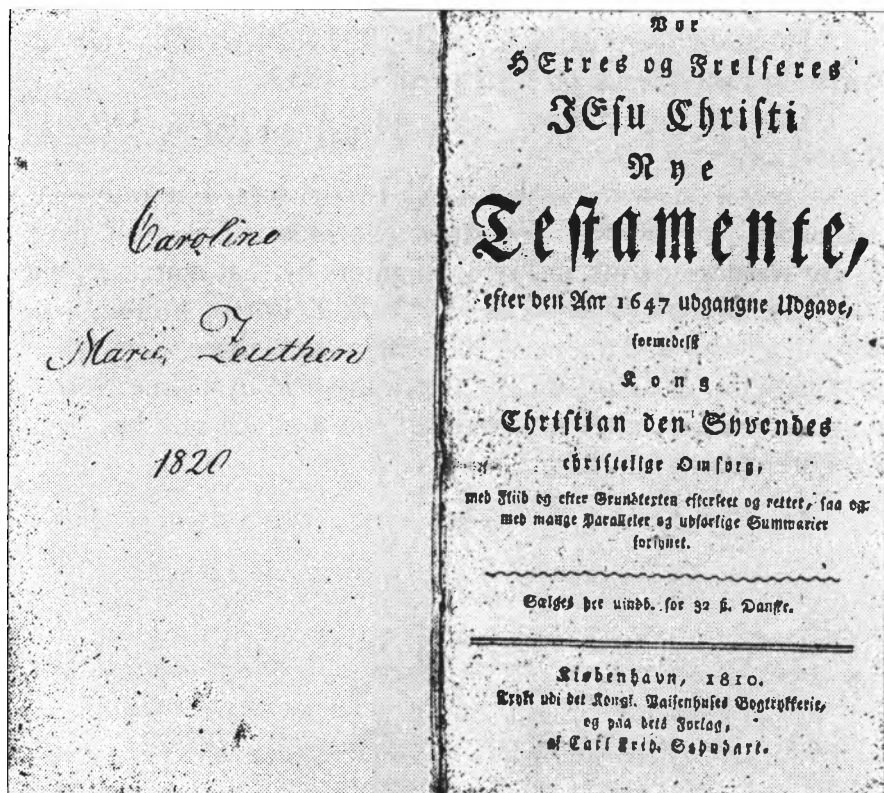 Caroline
Marie Zeuthen
1820
Vor
HErres og Frelseres
JEsu Christi
Nye
Testamente,
efter den Aar 1647 udgangne Udgave,
formedelst
Kong
Christian den Syvendes
christelige Omsorg,
med Fliid og efter Grundtexten efterseet og rettet, saa og
med mange Paralleler og udførlige Summarier
forsynet.
Sælges her uindb. for 32 ß. Danske.
Kiøbenhavn, 1810.
Trykt udi det Kongl. Vaisenhuses Bogtrykkerie,
og paa dets Forlag,
af Carl Frid. Schubart.